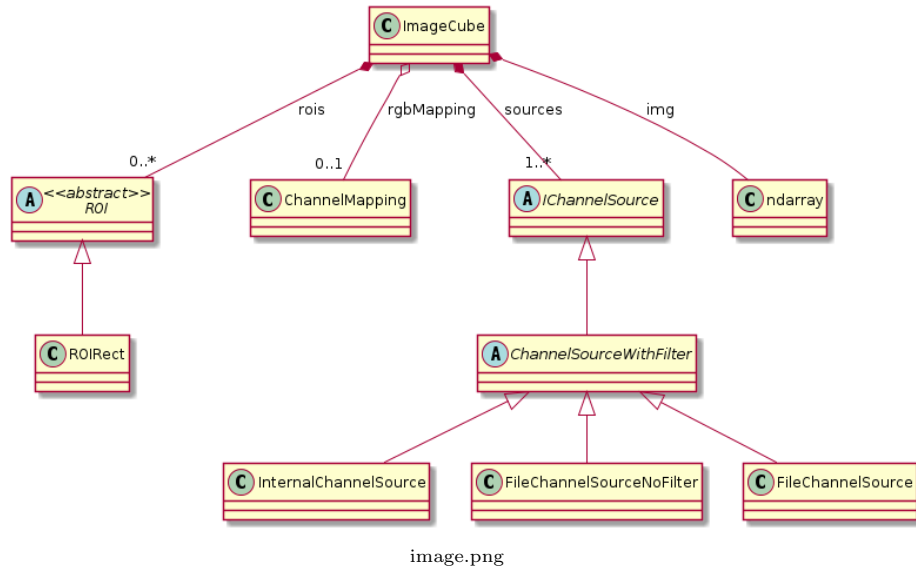 C ImageCube
rois
rgbMapping
sources
img
0..*
0..1
1..*
A <<abstract>>
ROI
C ChannelMapping
A IChannelSource
C ndarray
C ROIRect
A ChannelSourceWithFilter
C InternalChannelSource
C FileChannelSourceNoFilter
C FileChannelSource
image.png